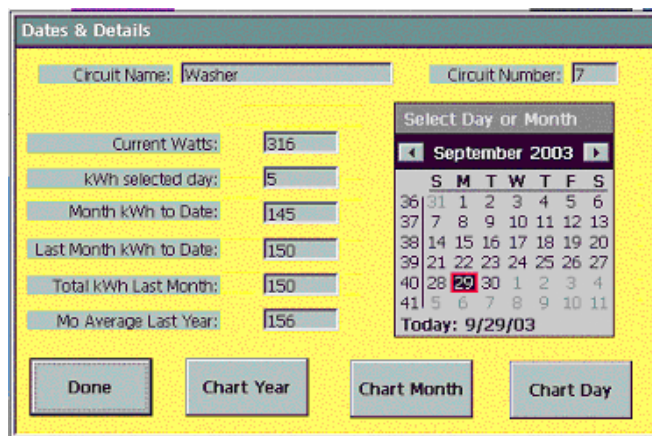 Dates & Details
Circuit Name: Washer Circuit Number: 7
Select Day or Month
September 2003
S M T W T F S
36 31 1 2 3 4 5 6
37 7 8 9 10 11 12 13
38 14 15 16 17 18 19 20
39 21 22 23 24 25 26 27
40 28 29 30 1 2 3 4
41 5 6 7 8 9 10 11
Today: 9/29/03
Current Watts: 316
kWh selected day: 5
Month kWh to Date: 145
Last Month kWh to Date: 150
Total kWh Last Month: 150
Mo Average Last Year: 156
Done Chart Year Chart Month Chart Day